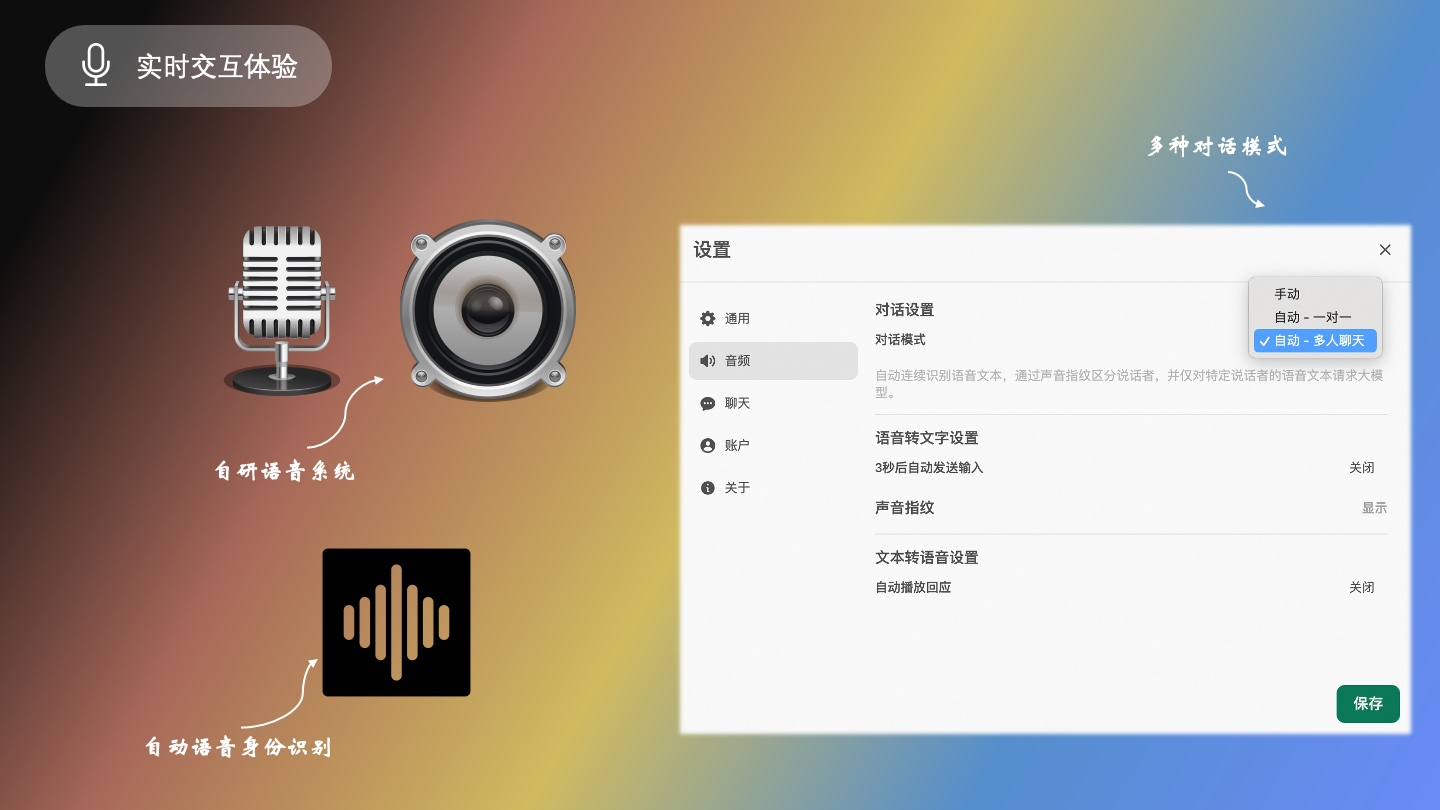 实时交互体验
多种对话模式
设置
通用
音频
聊天
账户
关于
对话设置
对话模式
手动
自动 - 一对一
自动 - 多人聊天
自动连续识别语音文本，通过声音指纹区分说话者，并仅对特定说话者的语音文本请求大模
型。
语音转文字设置
3秒后自动发送输入 关闭
声音指纹 显示
文本转语音设置
自动播放回应 关闭
保存
自研语音系统
自动语音身份识别